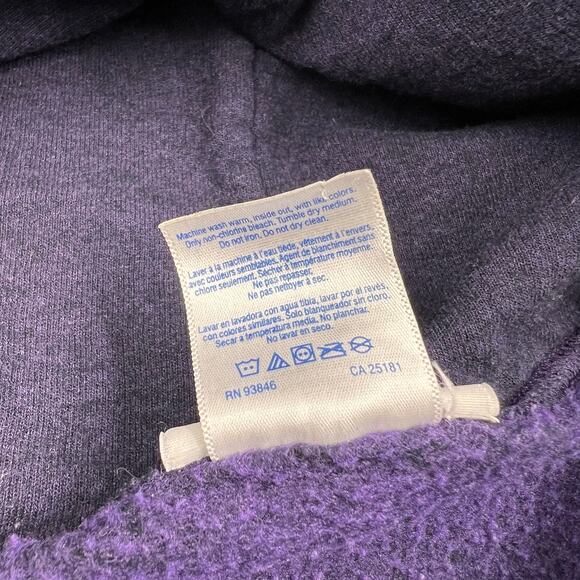 Machine wash warm, inside out, with like colors.
Only non-chlorine bleach. Tumble dry medium.
Do not iron. Do not dry clean.
Laver à la machine à l'eau tiède, vêtement à l'envers,
avec couleurs semblables. Agent de blanchiment sans
chlore seulement. Sécher à température moyenne.
Ne pas repasser.
Ne pas nettoyer à sec.
Lavar en lavadora con agua tibia, lavar por el revés,
con colores similares. Solo blanqueador sin cloro.
Secar a temperatura media. No planchar.
No lavar en seco.
RN 93846 CA 25181